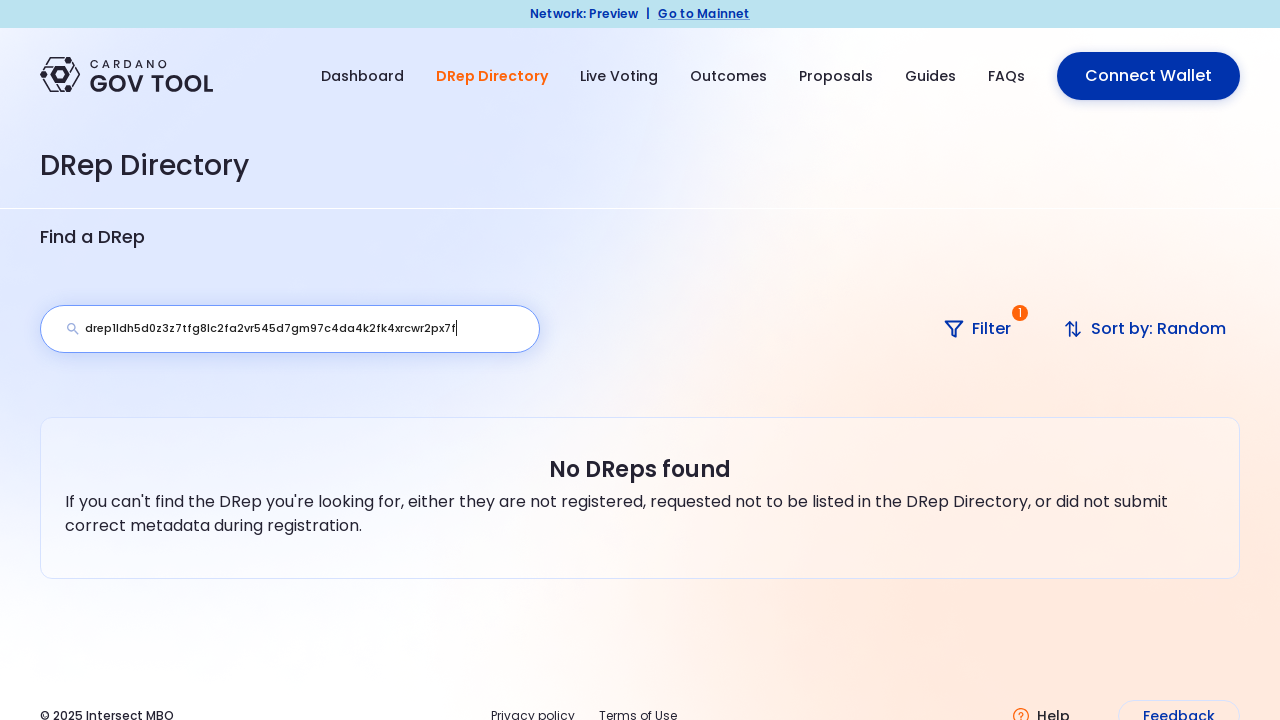 Network: Preview | Go to Mainnet
CARDANO
GOV TOOL
Dashboard DRep Directory Live Voting Outcomes Proposals Guides FAQs Connect Wallet
DRep Directory
Find a DRep
drep1ldh5d0z3z7tfg8lc2fa2vr545d7gm97c4da4k2fk4xrcwr2px7f
Filter 1 Sort by: Random
No DReps found
If you can't find the DRep you're looking for, either they are not registered, requested not to be listed in the DRep Directory, or did not submit
correct metadata during registration.
© 2025 Intersect MBO Privacy policy Terms of Use Help Feedback